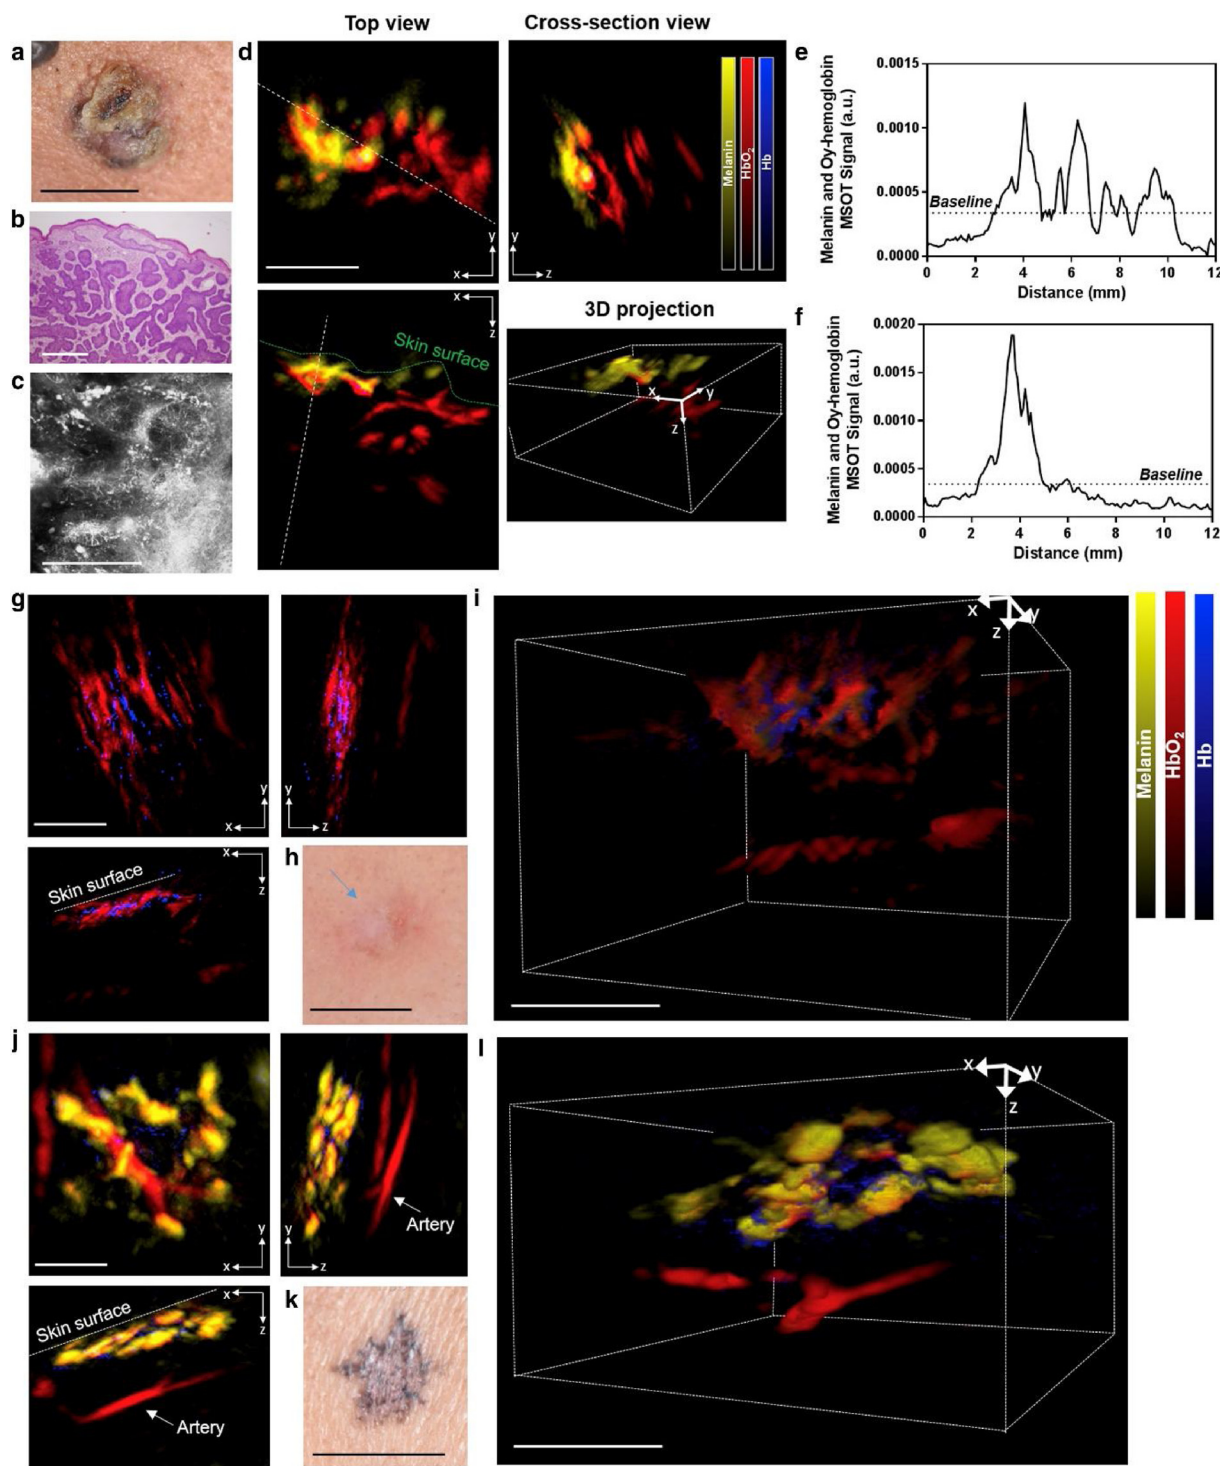 Top view
Cross-section view
a
d
Melanin
HbO2
Hb
y
x
y
z
e
0.0015
0.0010
0.0005
0.0000
Melanin and Oy-hemoglobin
MSOT Signal (a.u.)
Baseline
0 2 4 6 8 10 12
Distance (mm)
b
c
x
z
Skin surface
3D projection
x
y
z
f
0.0020
0.0015
0.0010
0.0005
0.0000
Melanin and Oy-hemoglobin
MSOT Signal (a.u.)
Baseline
0 2 4 6 8 10 12
Distance (mm)
g
y
x
y
z
x
z
Skin surface
h
i
x
y
z
Melanin
HbO2
Hb
j
y
x
Artery
y
z
x
z
Skin surface
Artery
k
l
x
y
z